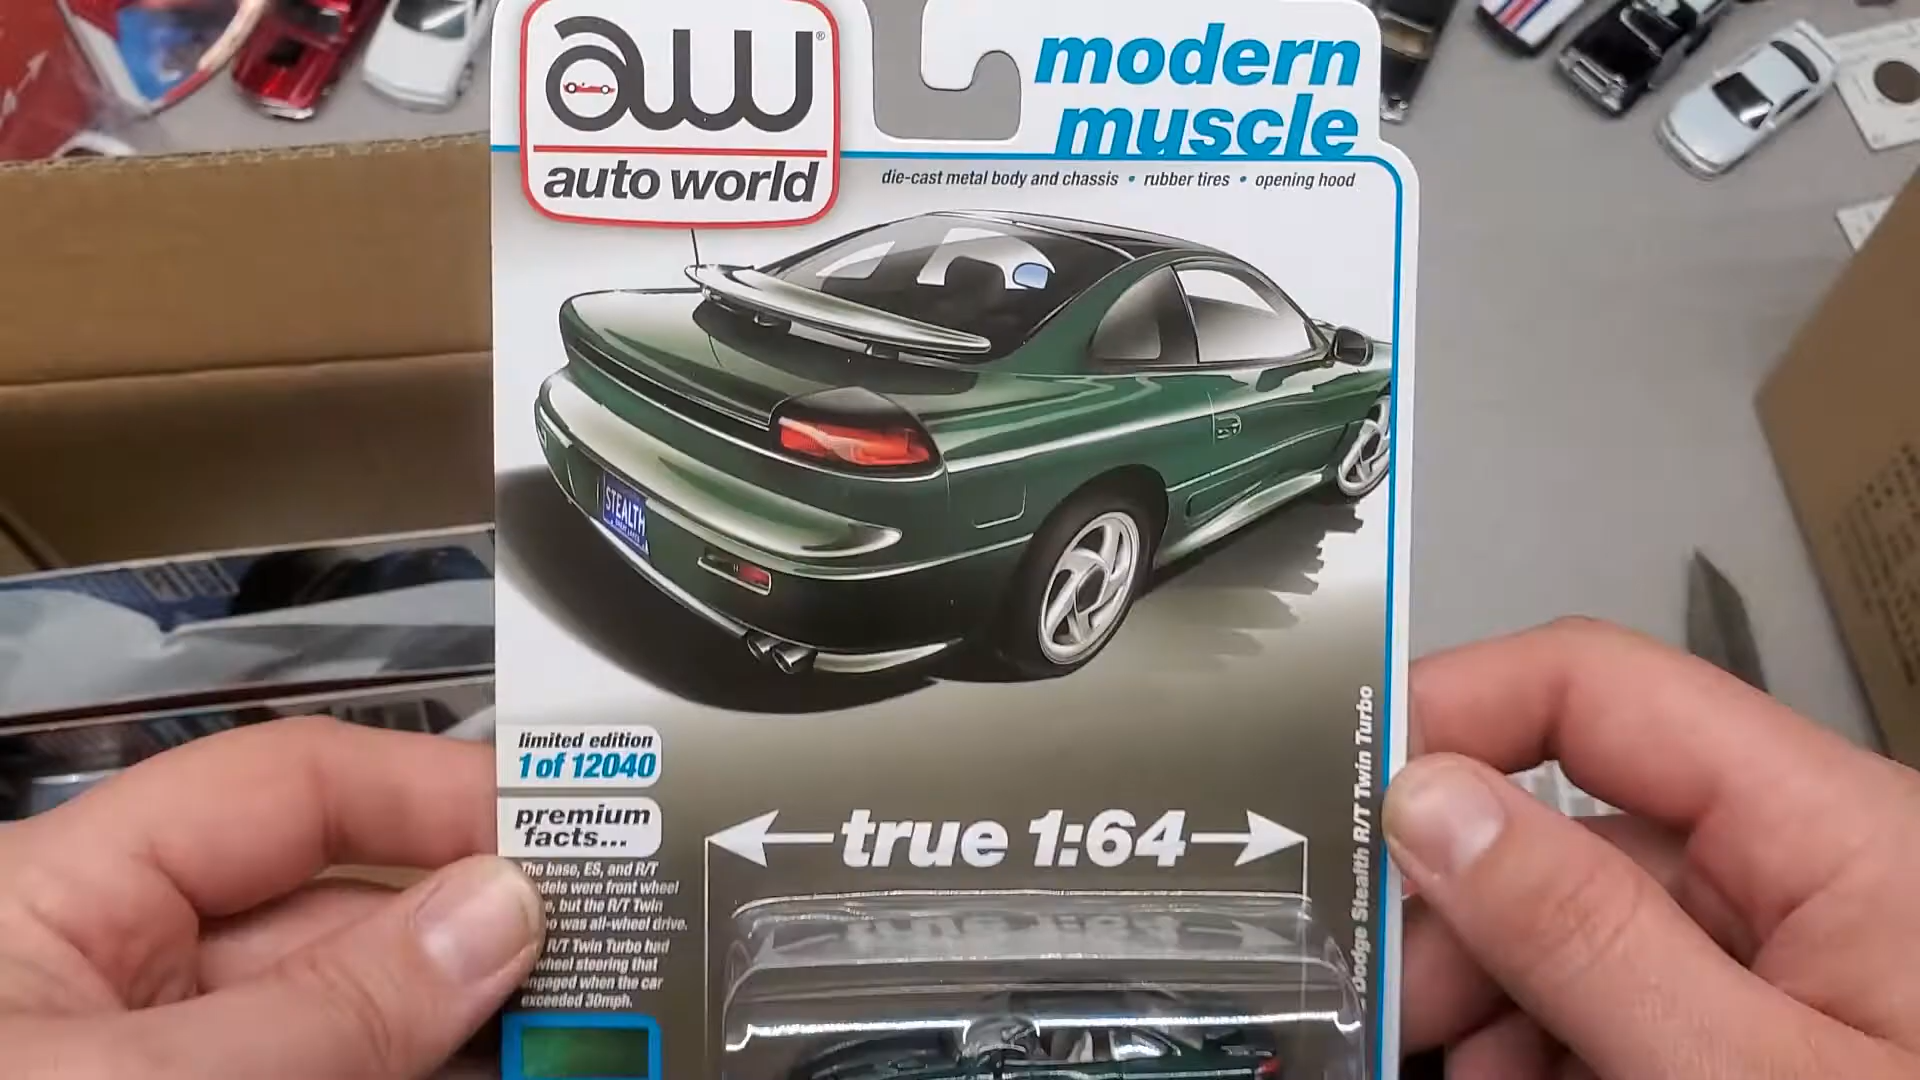 aw®
auto world
modern
muscle
die-cast metal body and chassis • rubber tires • opening hood
STEALTH
limited edition
1 of 12040
premium
facts...
true 1:64
The base, ES, and R/T
were front wheel
but the R/T Twin
was all-wheel drive.
R/T Twin Turbo had
steering that
when the car
exceeded 30mph.
Dodge Stealth R/T Twin Turbo